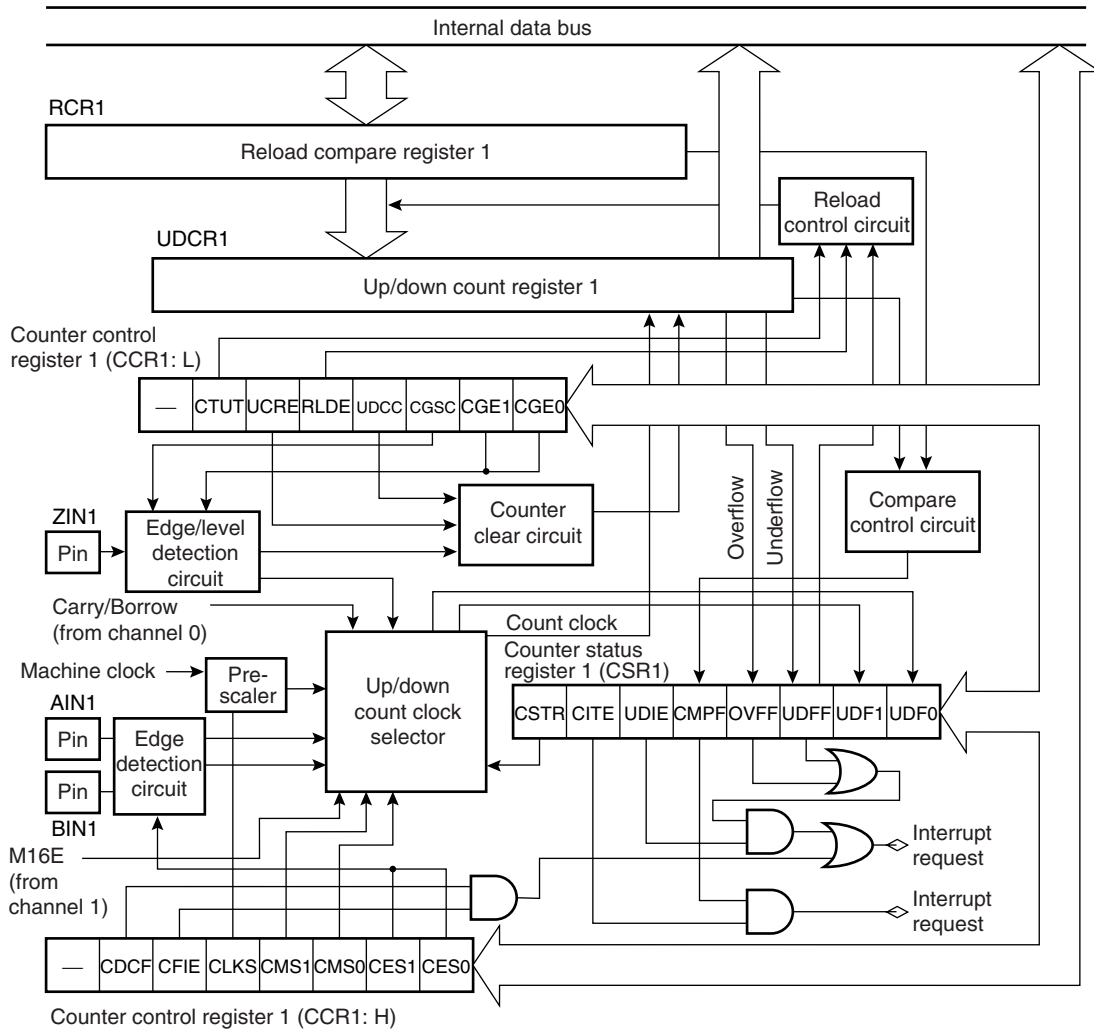 Internal data bus
RCR1
Reload compare register 1
Reload
control circuit
UDCR1
Up/down count register 1
Counter control
register 1 (CCR1: L)
— CTUT UCRE RLDE UDCC CGSC CGE1 CGE0
Overflow
Underflow
Compare
control circuit
Counter
clear circuit
ZIN1
Pin
Edge/level
detection
circuit
Carry/Borrow
(from channel 0)
Count clock
Counter status
register 1 (CSR1)
Machine clock
Pre-
scaler
Up/down
count clock
selector
CSTR CITE UDIE CMPF OVFF UDFF UDF1 UDF0
AIN1
Pin
Edge
detection
circuit
Pin
BIN1
M16E
(from
channel 1)
Interrupt
request
Interrupt
request
— CDCF CFIE CLKS CMS1 CMS0 CES1 CES0
Counter control register 1 (CCR1: H)